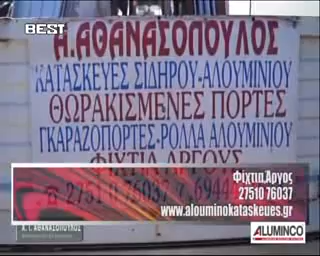 BEST
Α.ΑΘΑΝΑΣΟΠΟΥΛΟΣ
ΚΑΤΑΣΚΕΥΕΣ ΣΙΔΗΡΟΥ-ΑΛΟΥΜΙΝΙΟΥ
ΘΩΡΑΚΙΣΜΕΝΕΣ ΠΟΡΤΕΣ
ΓΚΑΡΑΖΟΠΟΡΤΕΣ-ΡΟΛΛΑ ΑΛΟΥΜΙΝΙΟΥ
ΦΙΧΤΙΑ ΑΡΓΟΥΣ
Φίχτια,Άργος
27510 76037
www.alouminokataskeues.gr
Α. Ι. ΑΘΑΝΑΣΟΠΟΥΛΟΣ
ALUMINCO